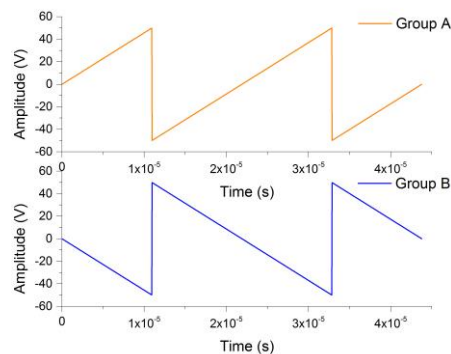 Group A
Amplitude (V)
60
40
20
0
-20
-40
-60
0
1x10⁻⁵
2x10⁻⁵
3x10⁻⁵
4x10⁻⁵
Time (s)
Group B
Amplitude (V)
60
40
20
0
-20
-40
-60
0
1x10⁻⁵
2x10⁻⁵
3x10⁻⁵
4x10⁻⁵
Time (s)